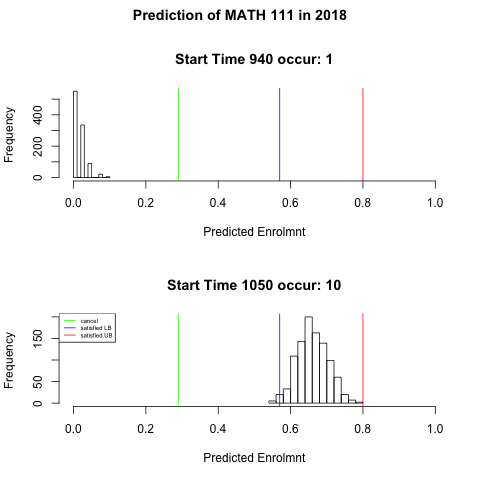 Prediction of MATH 111 in 2018
Start Time 940 occur: 1
Frequency
0 200 400
0.0 0.2 0.4 0.6 0.8 1.0
Predicted Enrolmnt
Start Time 1050 occur: 10
cancel
satisfied LB
satisfied UB
Frequency
0 50 150
0.0 0.2 0.4 0.6 0.8 1.0
Predicted Enrolmnt